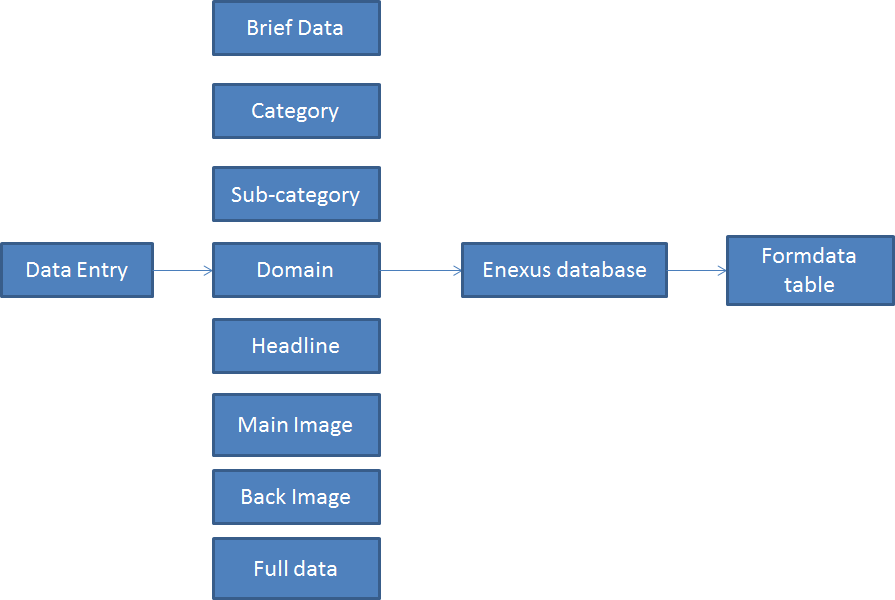 Brief Data
Category
Sub-category
Data Entry
Domain
Enexus database
Formdata
table
Headline
Main Image
Back Image
Full data